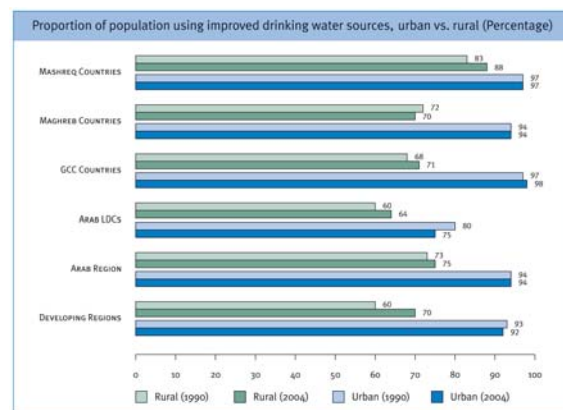 Proportion of population using improved drinking water sources, urban vs. rural (Percentage)
Mashreq Countries
83
88
97
97
Maghreb Countries
72
70
94
94
GCC Countries
68
71
97
98
Arab LDCs
60
64
80
75
Arab Region
73
75
94
94
Developing Regions
60
70
93
92
0 10 20 30 40 50 60 70 80 90 100
Rural (1990) Rural (2004) Urban (1990) Urban (2004)